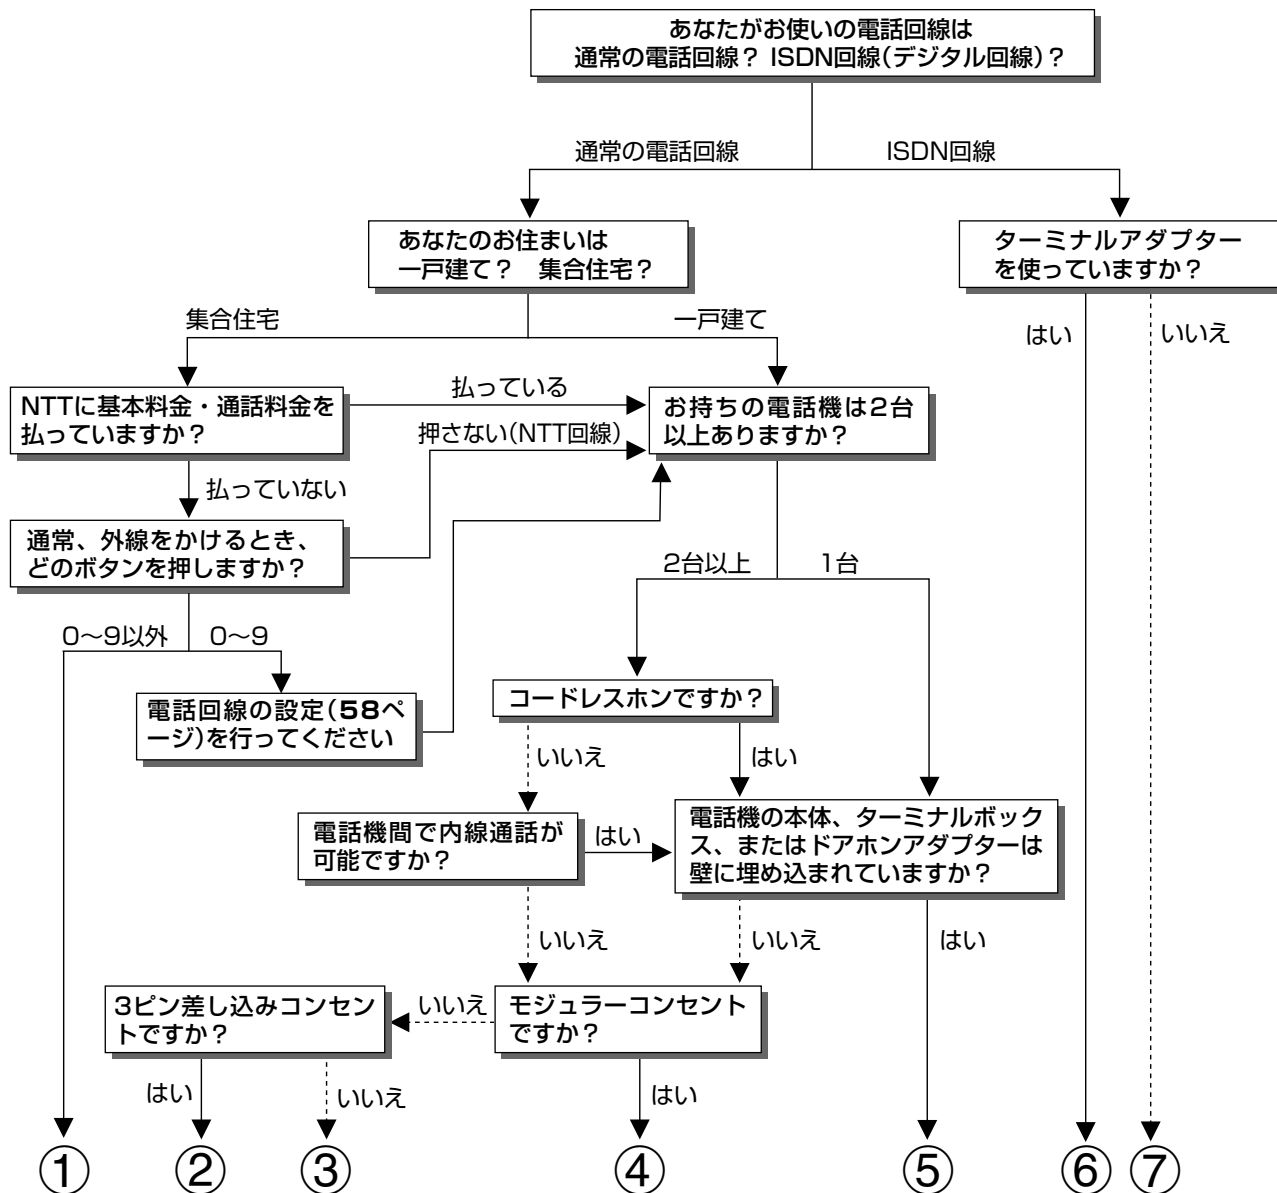 あなたがお使いの電話回線は
通常の電話回線？ ISDN回線（デジタル回線）？
通常の電話回線
ISDN回線
あなたのお住まいは
一戸建て？　集合住宅？
ターミナルアダプター
を使っていますか？
集合住宅
一戸建て
はい
いいえ
NTTに基本料金・通話料金を
払っていますか？
払っている
お持ちの電話機は2台
以上ありますか？
押さない（NTT回線）
払っていない
通常、外線をかけるとき、
どのボタンを押しますか？
2台以上
1台
0〜9以外
0〜9
電話回線の設定（58ペ
ージ）を行ってください
コードレスホンですか？
いいえ
はい
電話機間で内線通話が
可能ですか？
はい
電話機の本体、ターミナルボック
ス、またはドアホンアダプターは
壁に埋め込まれていますか？
いいえ
いいえ
はい
3ピン差し込みコンセン
トですか？
いいえ
モジュラーコンセント
ですか？
はい
いいえ
はい
① ② ③ ④ ⑤ ⑥ ⑦